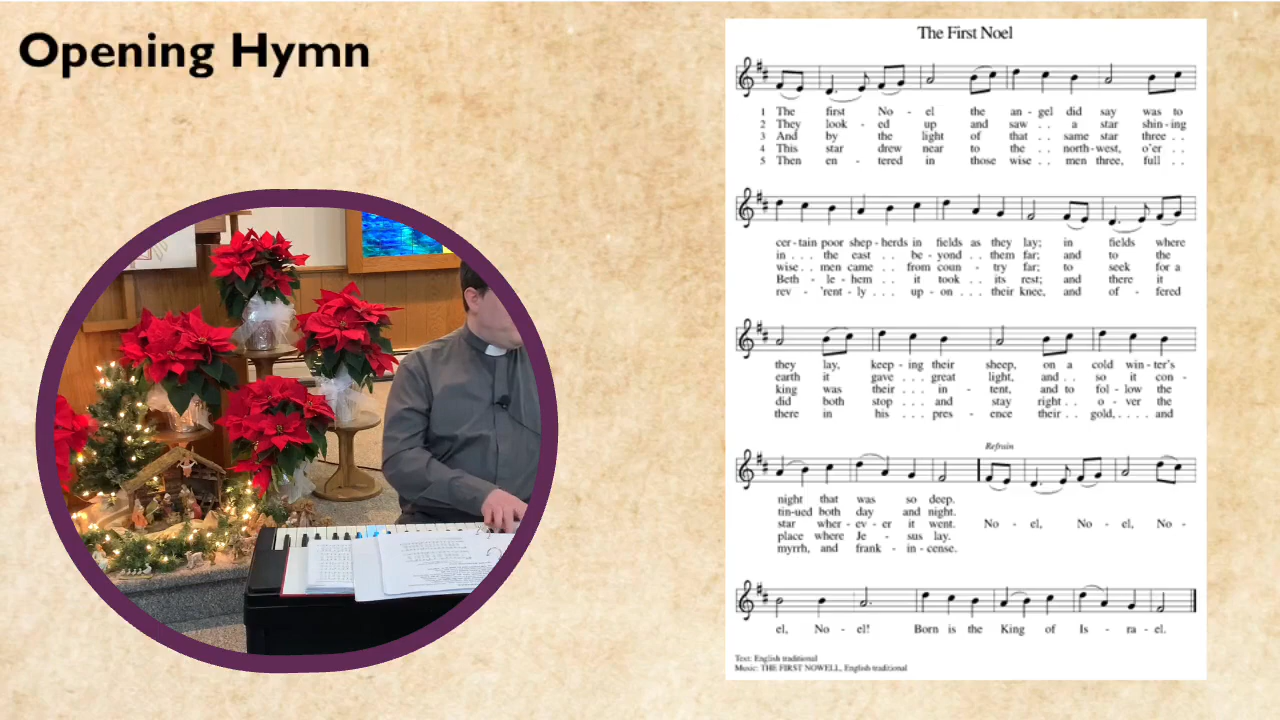 Opening Hymn
The First Noel
1 The first No - el the an - gel did say was to
2 They look - ed up and saw . . a star shin - ing
3 And by the light of that . . same star three . .
4 This star drew near to the . . north - west, o'er . .
5 Then en - tered in those wise . . men three, full . .
cer - tain poor shep - herds in fields as they lay; in fields where
in . . . the east . . be - yond . . them far; and to the
wise . . men came . . from coun - try far; to seek for a
Beth - le - hem . . it took . . its rest; and there it
rev - 'rent - ly . . . up - on . . . their knee, and of - fered
they lay, keep - ing their sheep, on a cold win - ter's
earth it gave . . . great light, and . . so it con -
king was their . . . in - tent, and to fol - low the
did both stop . . . and stay right . . o - ver the
there in his . . . pres - ence their . . gold, . . . . and
Refrain
night that was so deep.
tin - ued both day and night.
star wher - ev - er it went. No - el, No - el, No -
place where Je - sus lay.
myrrh, and frank - in - cense.
el, No - el! Born is the King of Is - ra - el.
Text: English traditional
Music: THE FIRST NOWELL, English traditional